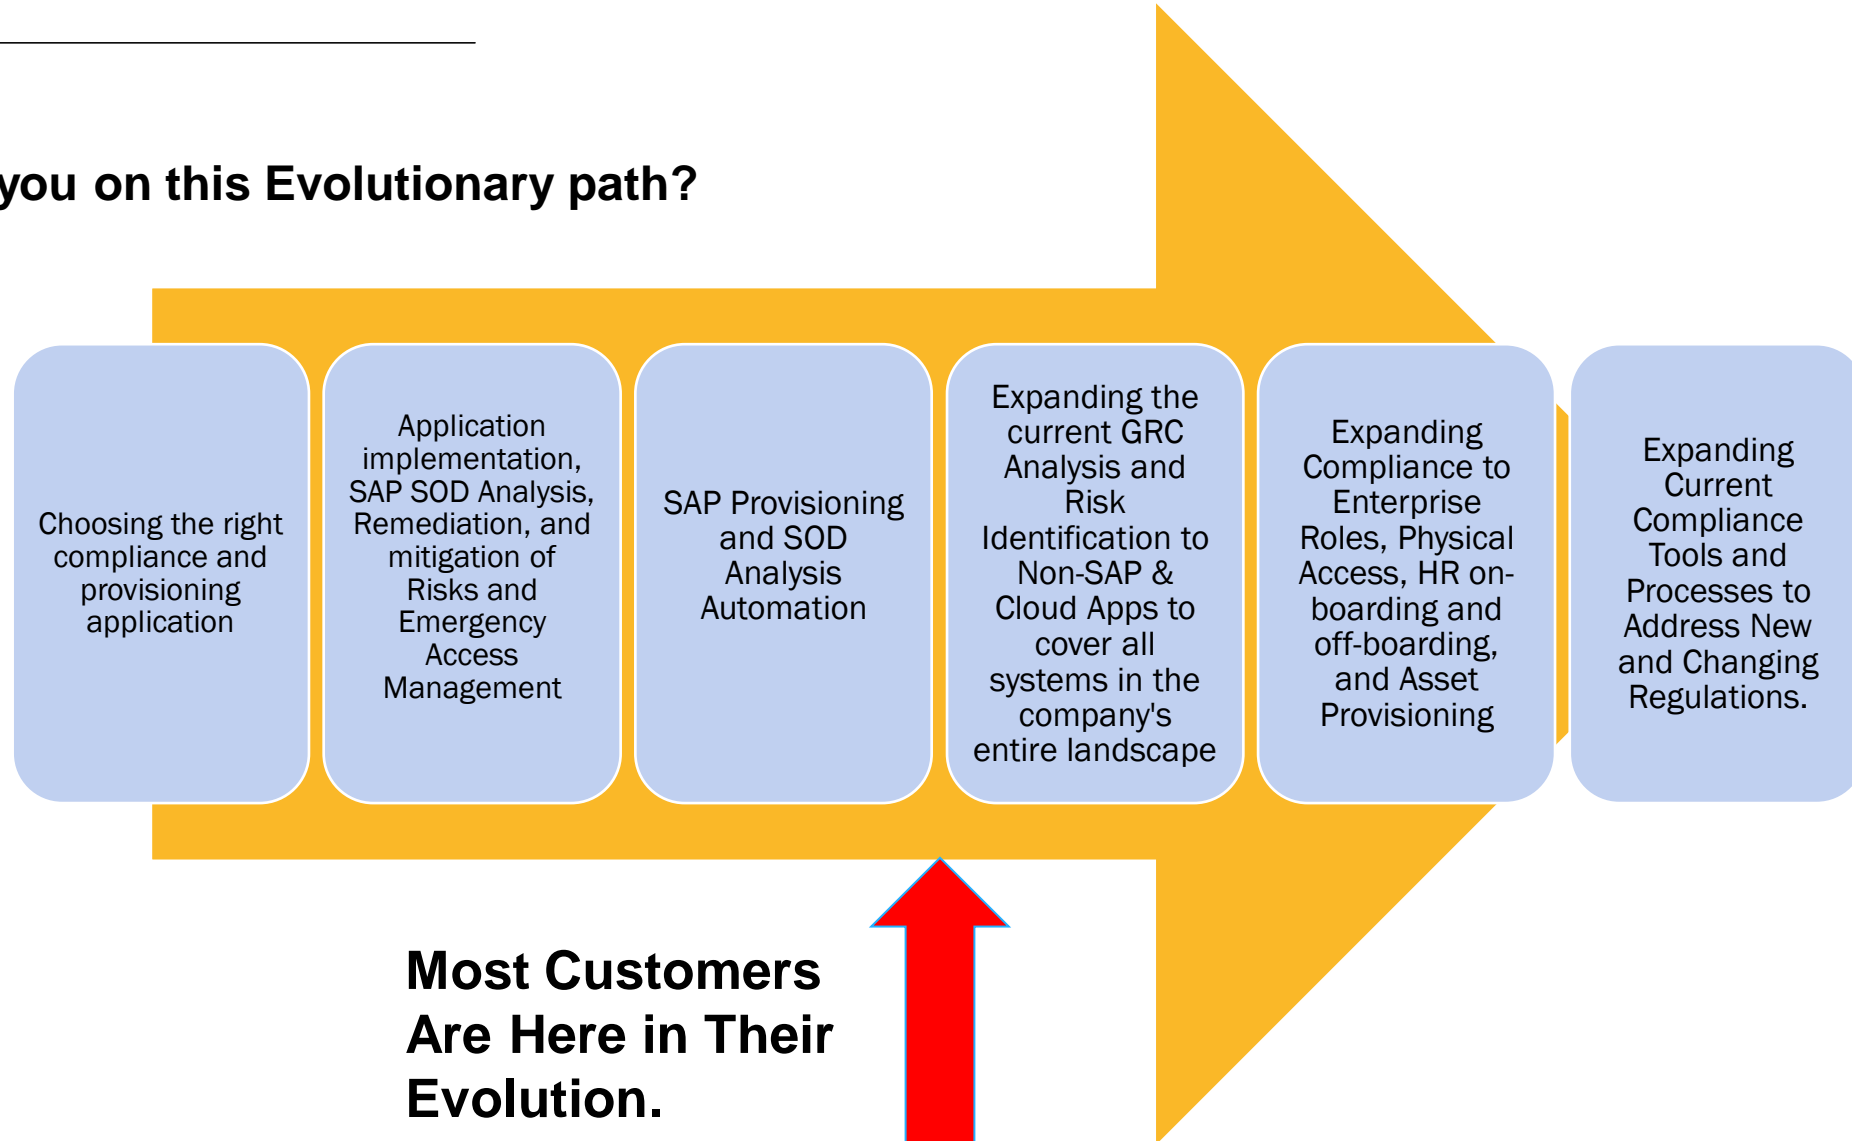 you on this Evolutionary path?
Choosing the right
compliance and
provisioning
application
Application
implementation,
SAP SOD Analysis,
Remediation, and
mitigation of
Risks and
Emergency
Access
Management
SAP Provisioning
and SOD
Analysis
Automation
Expanding the
current GRC
Analysis and
Risk
Identification to
Non-SAP &
Cloud Apps to
cover all
systems in the
company's
entire landscape
Expanding
Compliance to
Enterprise
Roles, Physical
Access, HR on-
boarding and
off-boarding,
and Asset
Provisioning
Expanding
Current
Compliance
Tools and
Processes to
Address New
and Changing
Regulations.
Most Customers
Are Here in Their
Evolution.